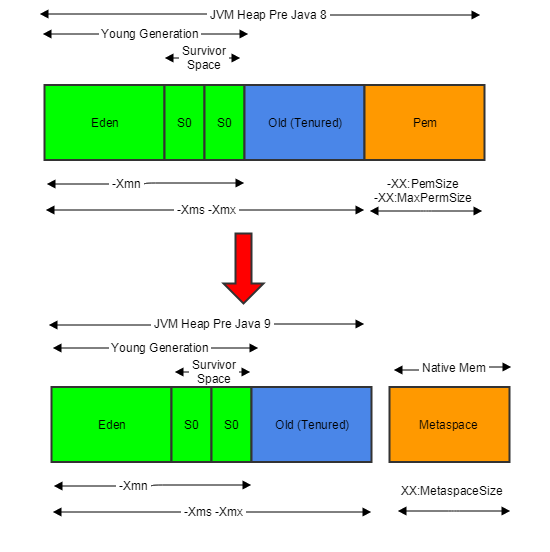 JVM Heap Pre Java 8
Young Generation
Survivor
Space
Eden S0 S0 Old (Tenured) Pem
-Xmn
-XX:PemSize
-XX:MaxPermSize
-Xms -Xmx
JVM Heap Pre Java 9
Young Generation
Survivor
Space
Native Mem
Eden S0 S0 Old (Tenured) Metaspace
-Xmn
XX:MetaspaceSize
-Xms -Xmx